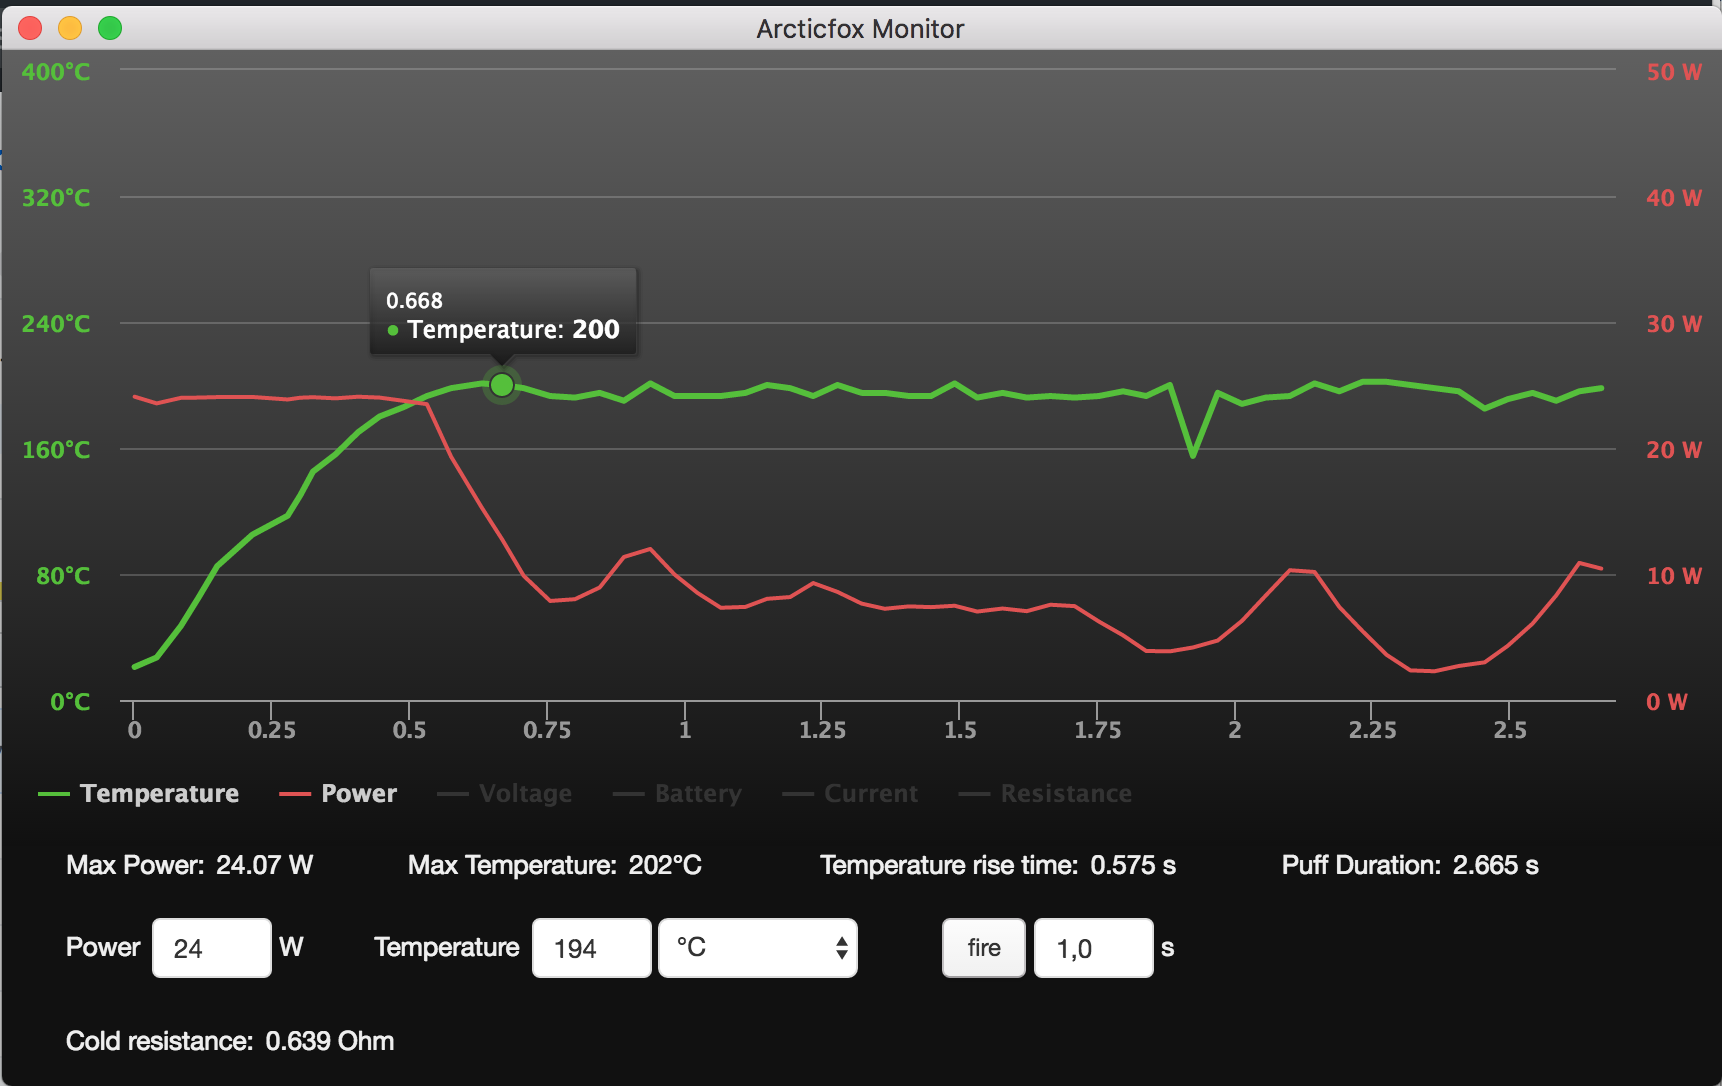 Arcticfox Monitor
400°C
50 W
320°C
40 W
0.668
Temperature: 200
240°C
30 W
160°C
20 W
80°C
10 W
0°C
0 W
0 0.25 0.5 0.75 1 1.25 1.5 1.75 2 2.25 2.5
Temperature Power Voltage Battery Current Resistance
Max Power: 24.07 W Max Temperature: 202°C Temperature rise time: 0.575 s Puff Duration: 2.665 s
Power 24 W Temperature 194 °C fire 1,0 s
Cold resistance: 0.639 Ohm